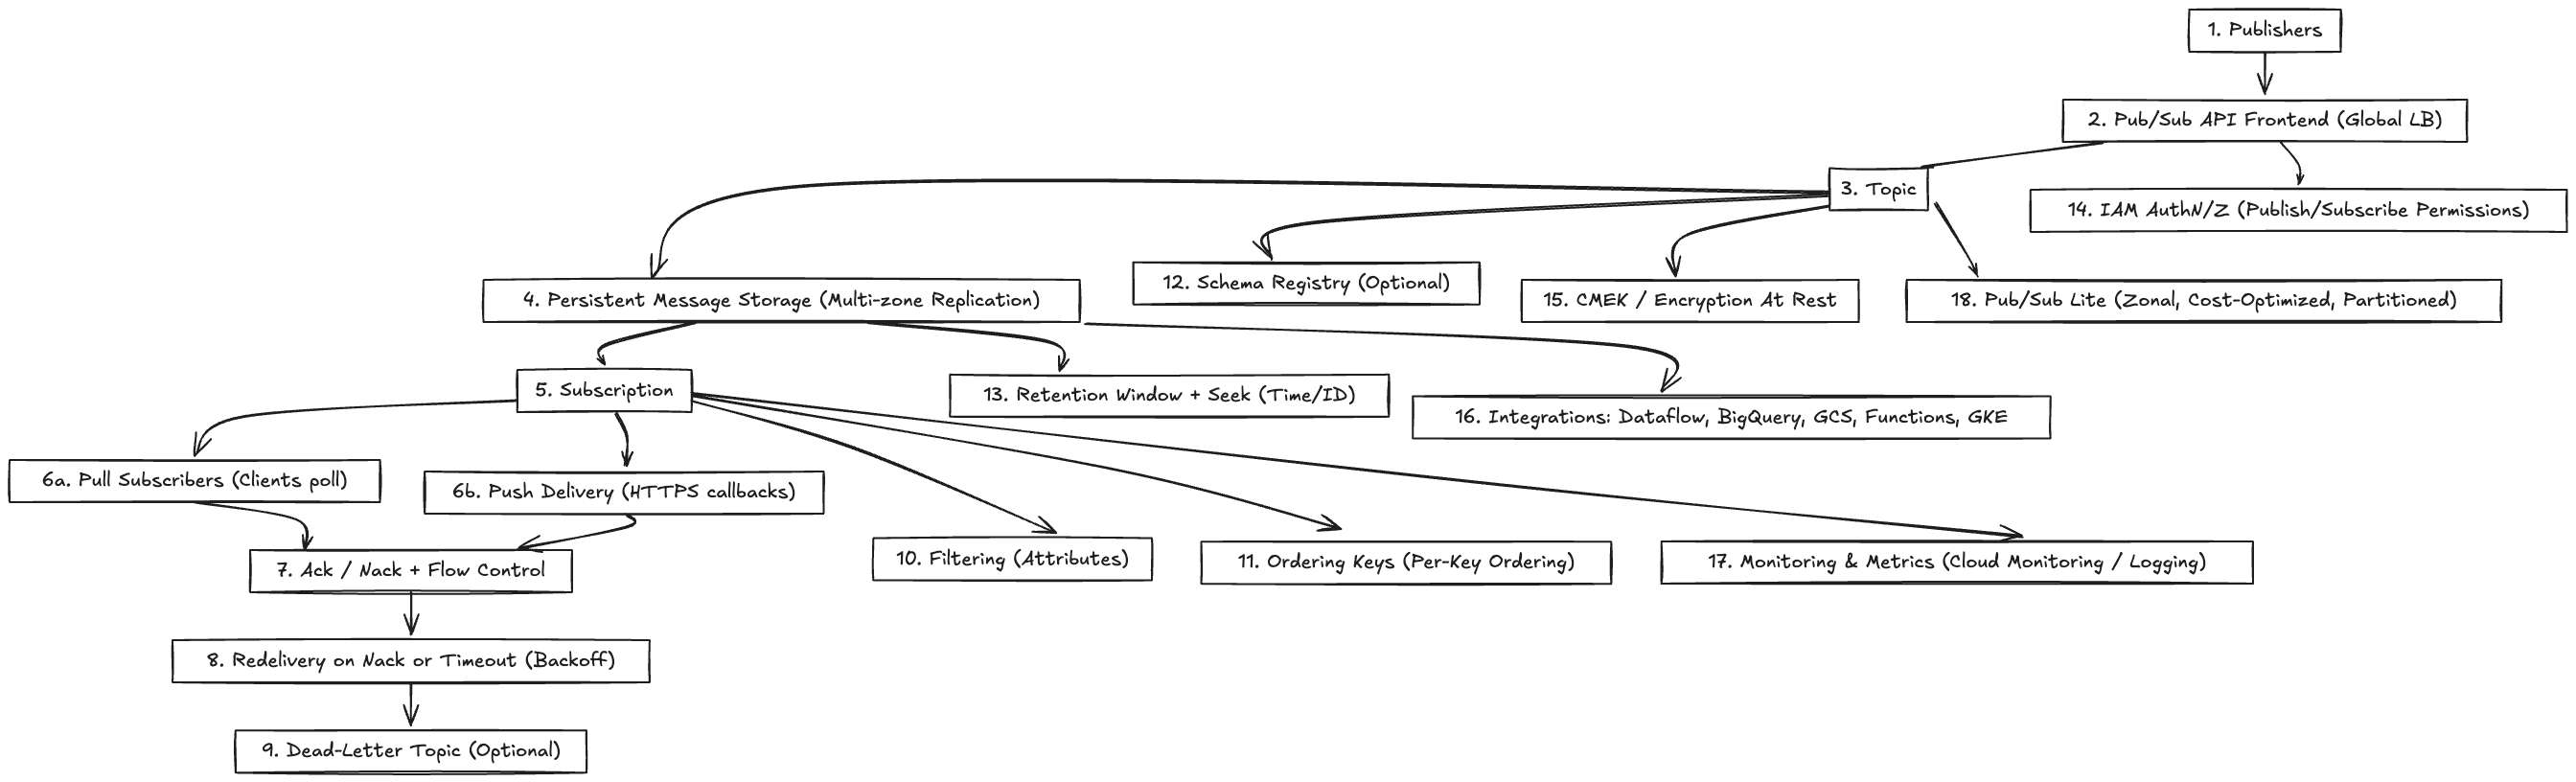 1. Publishers
2. Pub/Sub API Frontend (Global LB)
3. Topic
14. IAM AuthN/Z (Publish/Subscribe Permissions)
4. Persistent Message Storage (Multi-zone Replication)
12. Schema Registry (Optional)
15. CMEK / Encryption At Rest
18. Pub/Sub Lite (Zonal, Cost-Optimized, Partitioned)
5. Subscription
13. Retention Window + Seek (Time/ID)
16. Integrations: Dataflow, BigQuery, GCS, Functions, GKE
6a. Pull Subscribers (Clients poll)
6b. Push Delivery (HTTPS callbacks)
7. Ack / Nack + Flow Control
10. Filtering (Attributes)
11. Ordering Keys (Per-Key Ordering)
17. Monitoring & Metrics (Cloud Monitoring / Logging)
8. Redelivery on Nack or Timeout (Backoff)
9. Dead-Letter Topic (Optional)